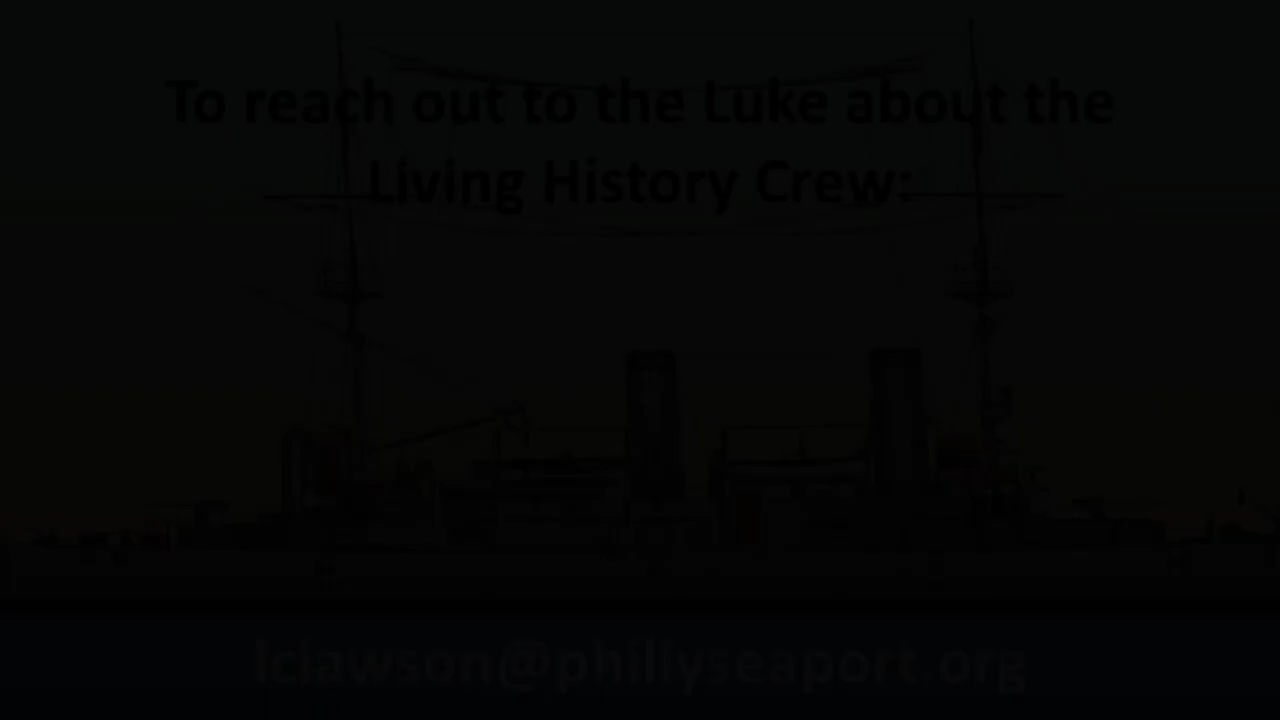 To reach out to the Luke about the
Living History Crew:
lclawson@phillyseaport.org